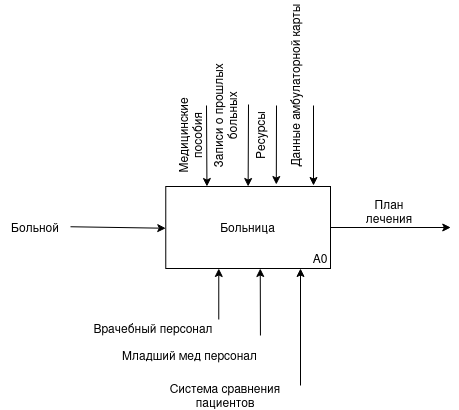 Медицинские
пособия
Записи о прошлых
больных
Ресурсы
Данные амбулаторной карты
Больной
Больница
A0
План
лечения
Врачебный персонал
Младший мед персонал
Система сравнения
пациентов